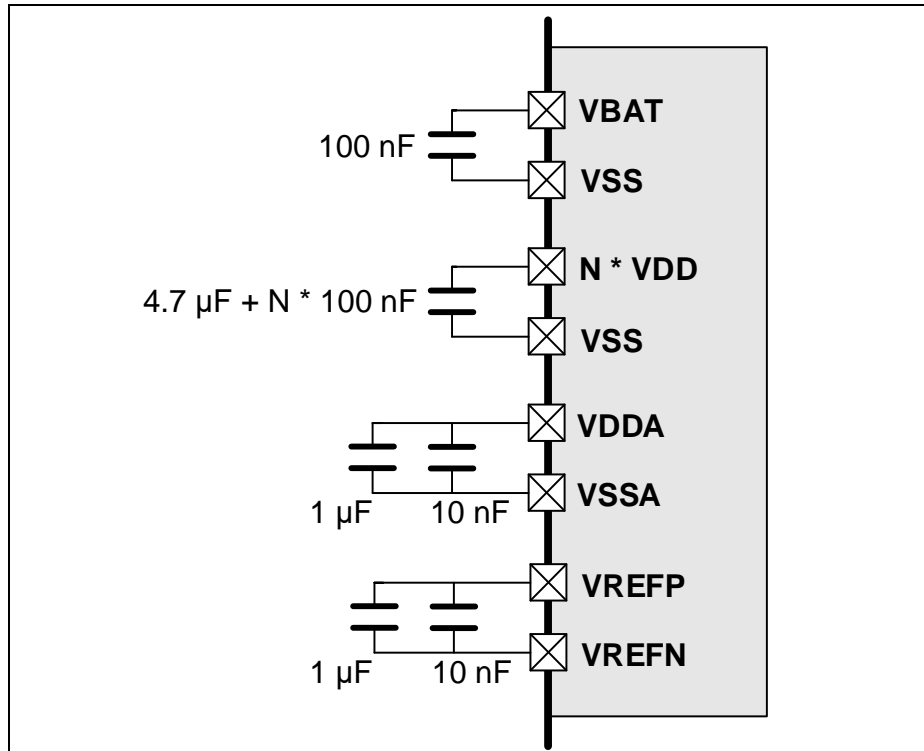 VBAT
100 nF
VSS
N * VDD
4.7 µF + N * 100 nF
VSS
VDDA
VSSA
1 µF 10 nF
VREFP
VREFN
1 µF 10 nF